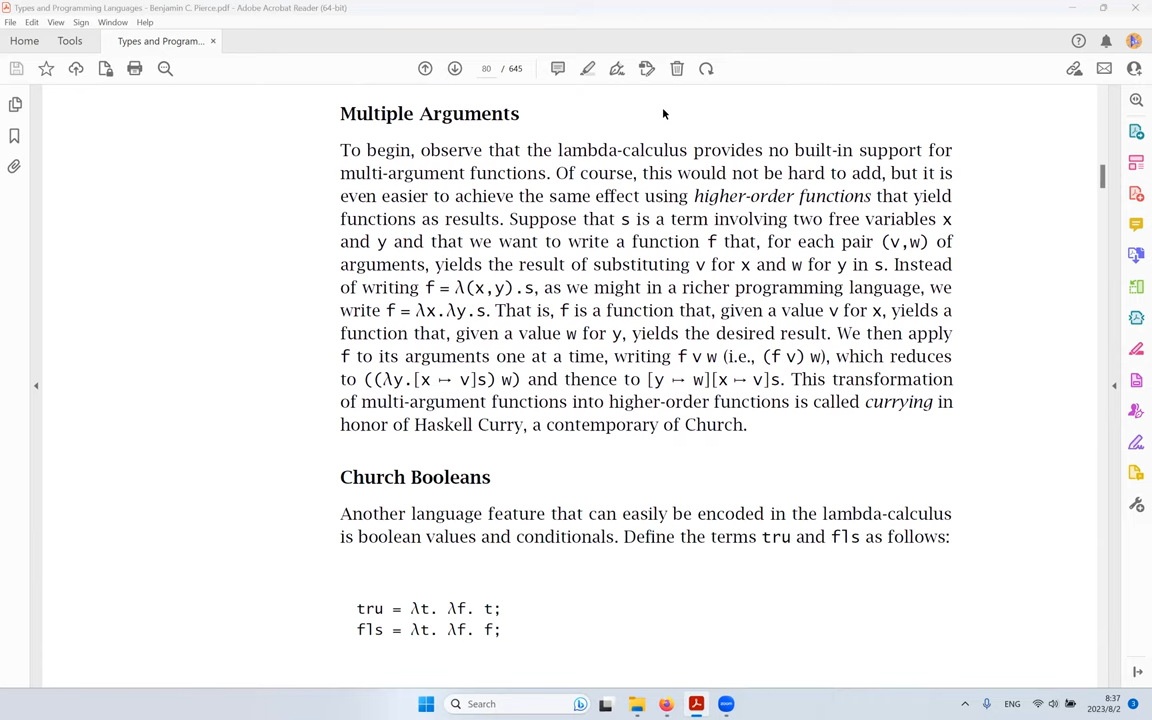 Types and Programming Languages - Benjamin C. Pierce.pdf - Adobe Acrobat Reader (64-bit)
File Edit View Sign Window Help
Home Tools Types and Program... ×
80 / 645
Multiple Arguments
To begin, observe that the lambda-calculus provides no built-in support for
multi-argument functions. Of course, this would not be hard to add, but it is
even easier to achieve the same effect using higher-order functions that yield
functions as results. Suppose that s is a term involving two free variables x
and y and that we want to write a function f that, for each pair (v,w) of
arguments, yields the result of substituting v for x and w for y in s. Instead
of writing f = λ(x,y).s, as we might in a richer programming language, we
write f = λx.λy.s. That is, f is a function that, given a value v for x, yields a
function that, given a value w for y, yields the desired result. We then apply
f to its arguments one at a time, writing f v w (i.e., (f v) w), which reduces
to ((λy.[x ↦ v]s) w) and thence to [y ↦ w][x ↦ v]s. This transformation
of multi-argument functions into higher-order functions is called currying in
honor of Haskell Curry, a contemporary of Church.
Church Booleans
Another language feature that can easily be encoded in the lambda-calculus
is boolean values and conditionals. Define the terms tru and fls as follows:
tru = λt. λf. t;
fls = λt. λf. f;
Search
zoom
ENG
8:37
2023/8/2
3